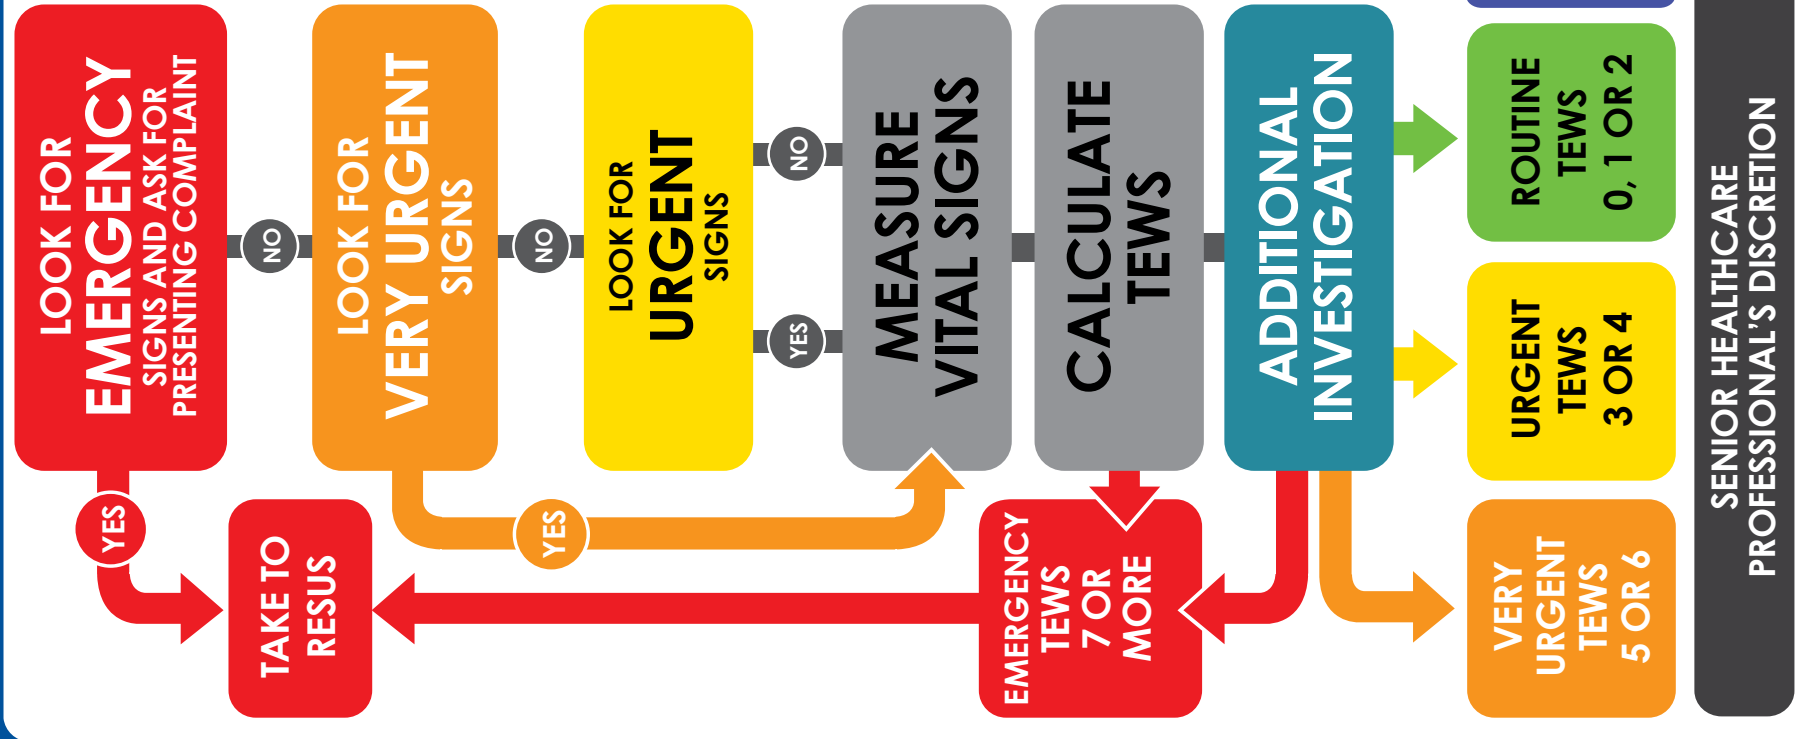 LOOK FOR
EMERGENCY
SIGNS AND ASK FOR
PRESENTING COMPLAINT
YES
TAKE TO
RESUS
NO
LOOK FOR
VERY URGENT
SIGNS
YES
NO
LOOK FOR
URGENT
SIGNS
YES
NO
MEASURE
VITAL SIGNS
CALCULATE
TEWS
EMERGENCY
TEWS
7 OR
MORE
ADDITIONAL
INVESTIGATION
VERY
URGENT
TEWS
5 OR 6
URGENT
TEWS
3 OR 4
ROUTINE
TEWS
0, 1 OR 2
SENIOR HEALTHCARE
PROFESSIONAL'S DISCRETION